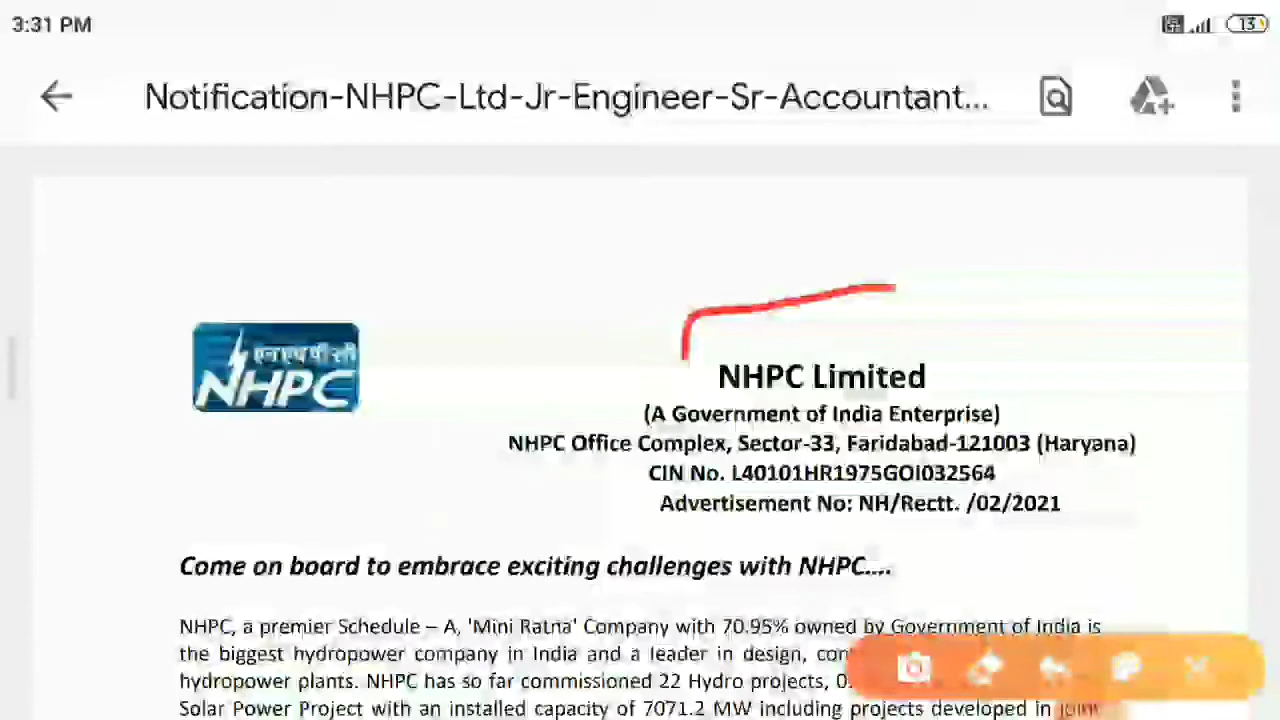 3:31 PM
13
Notification-NHPC-Ltd-Jr-Engineer-Sr-Accountant...
एनएचपीसी
NHPC
NHPC Limited
(A Government of India Enterprise)
NHPC Office Complex, Sector-33, Faridabad-121003 (Haryana)
CIN No. L40101HR1975GOI032564
Advertisement No: NH/Rectt. /02/2021
Come on board to embrace exciting challenges with NHPC....
NHPC, a premier Schedule – A, 'Mini Ratna' Company with 70.95% owned by Government of India is
the biggest hydropower company in India and a leader in design,
hydropower plants. NHPC has so far commissioned 22 Hydro projects,
Solar Power Project with an installed capacity of 7071.2 MW including projects developed in joint